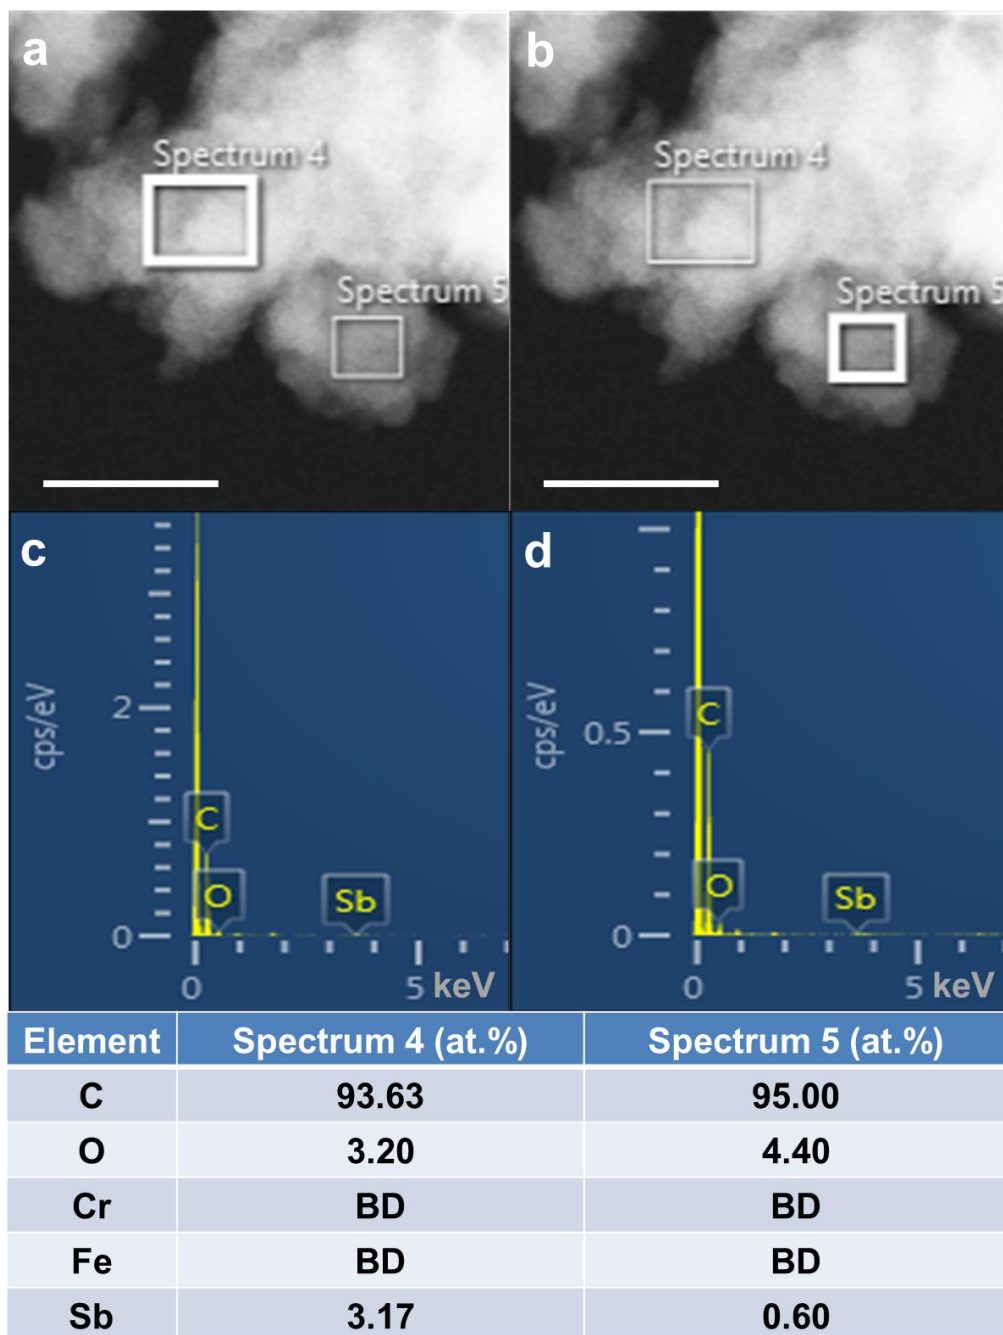 a
Spectrum 4
Spectrum 5
b
Spectrum 4
Spectrum 5
c
cps/eV
2
0
C
O
Sb
0
5 keV
d
cps/eV
0.5
0
C
O
Sb
0
5 keV
Element Spectrum 4 (at.%) Spectrum 5 (at.%)
C 93.63 95.00
O 3.20 4.40
Cr BD BD
Fe BD BD
Sb 3.17 0.60